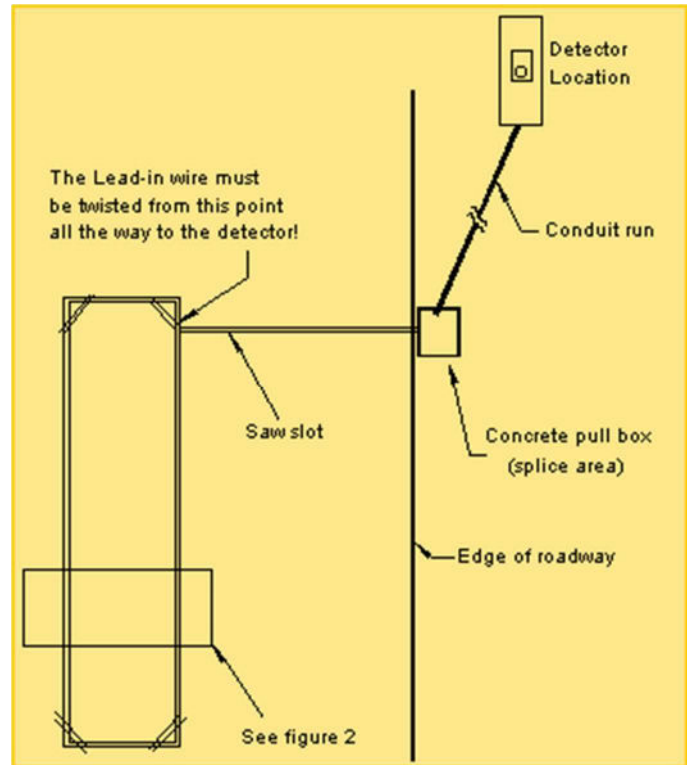 Detector
Location
The Lead-in wire must
be twisted from this point
all the way to the detector!
Conduit run
Saw slot
Concrete pull box
(splice area)
Edge of roadway
See figure 2